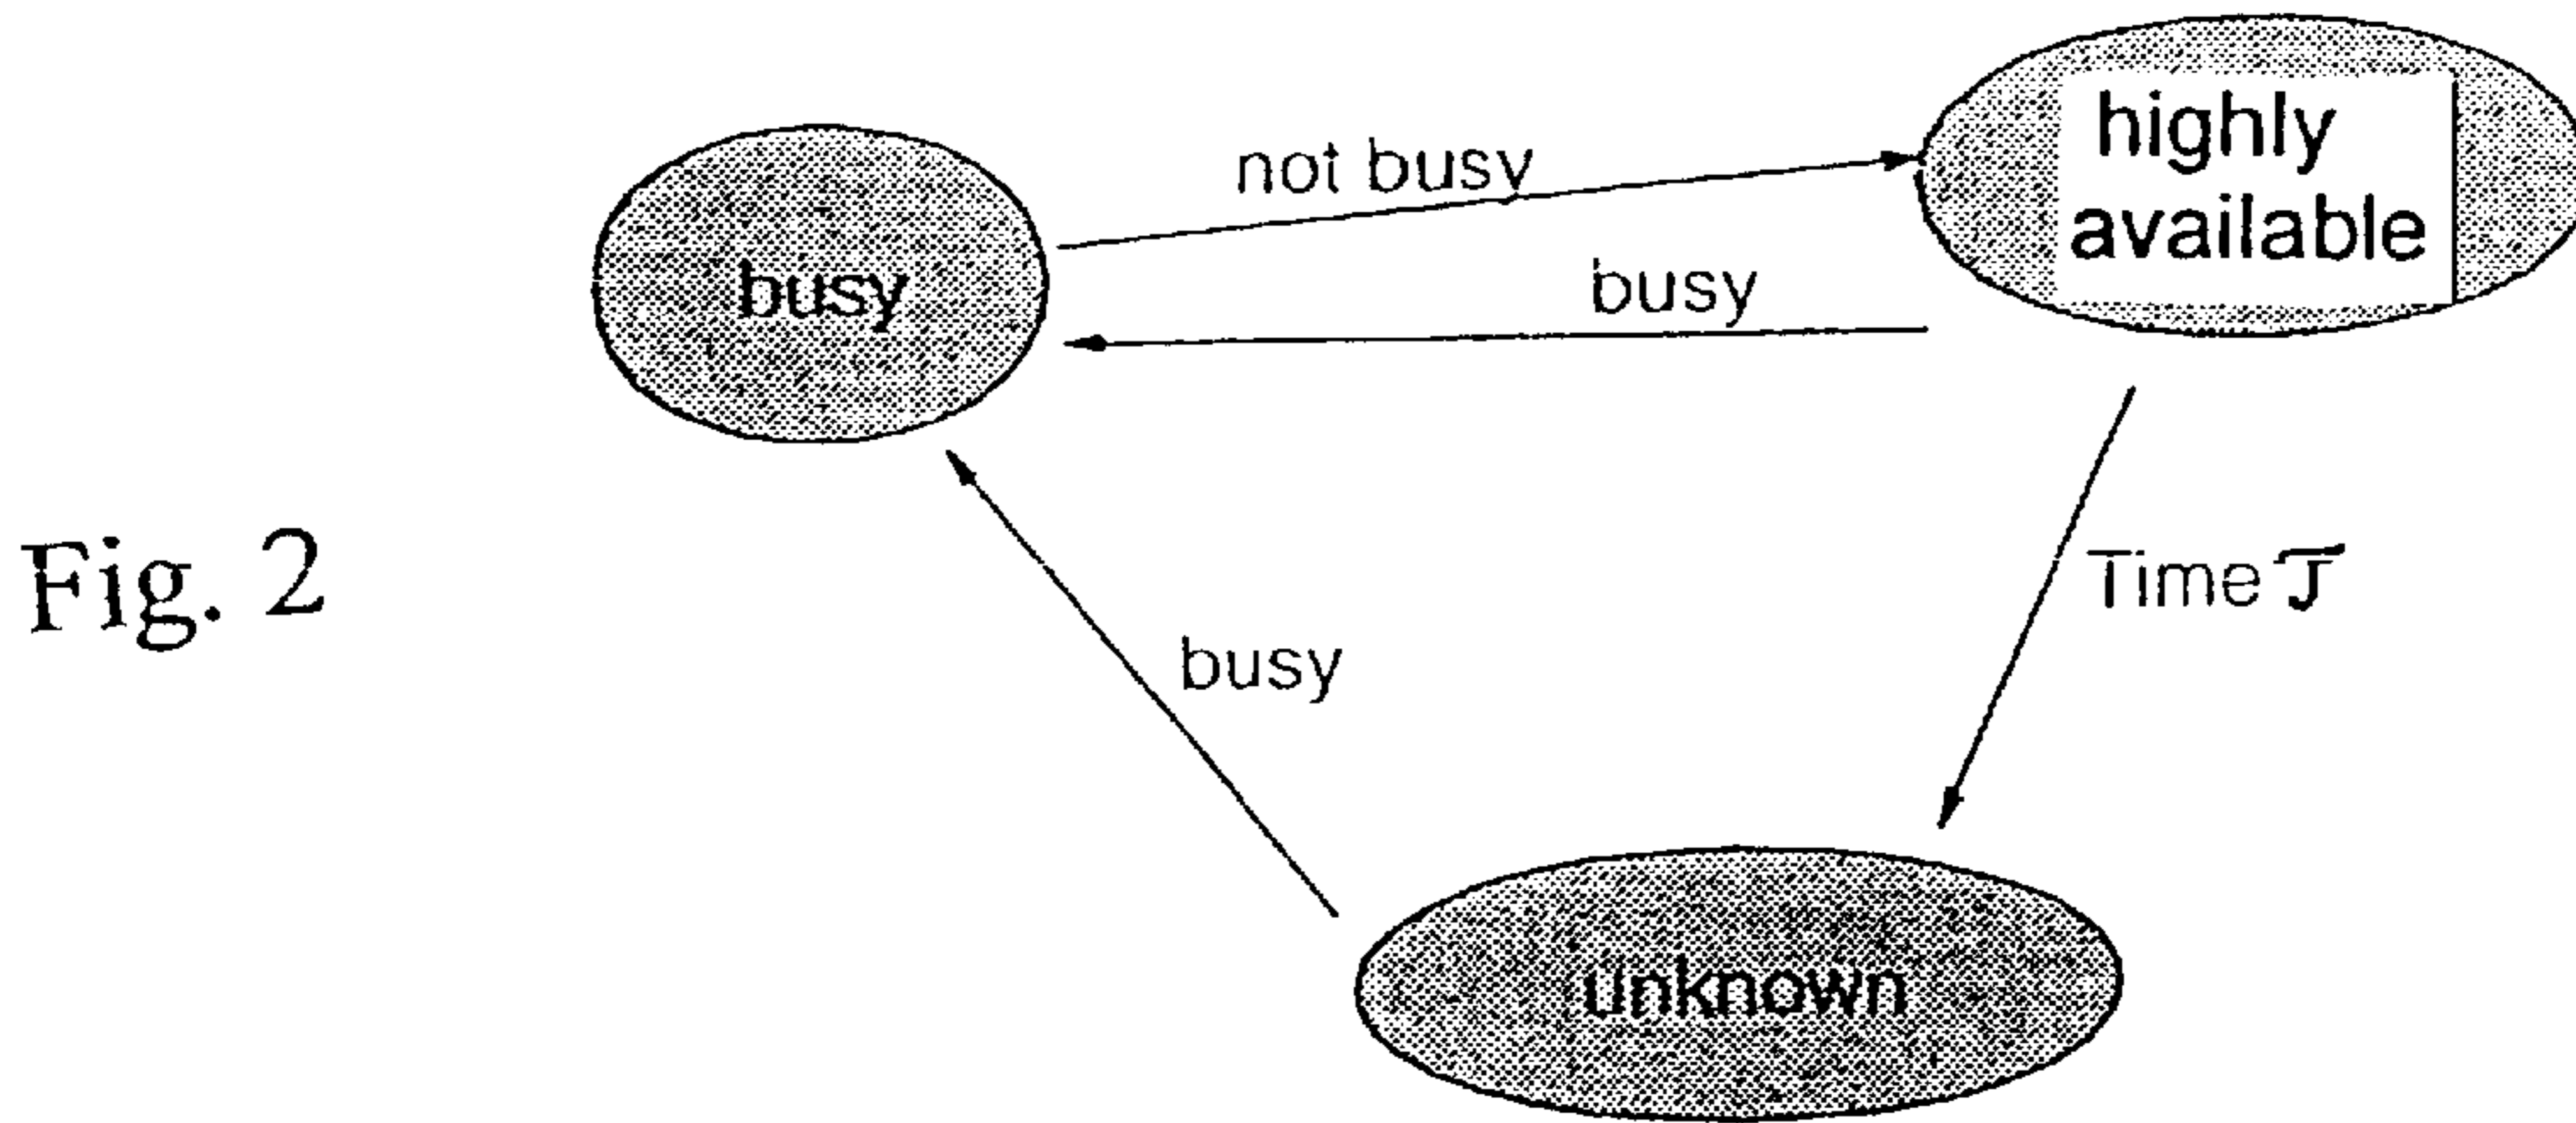 highly
available
not busy
busy
busy
Fig. 2
Time τ
busy
unknown